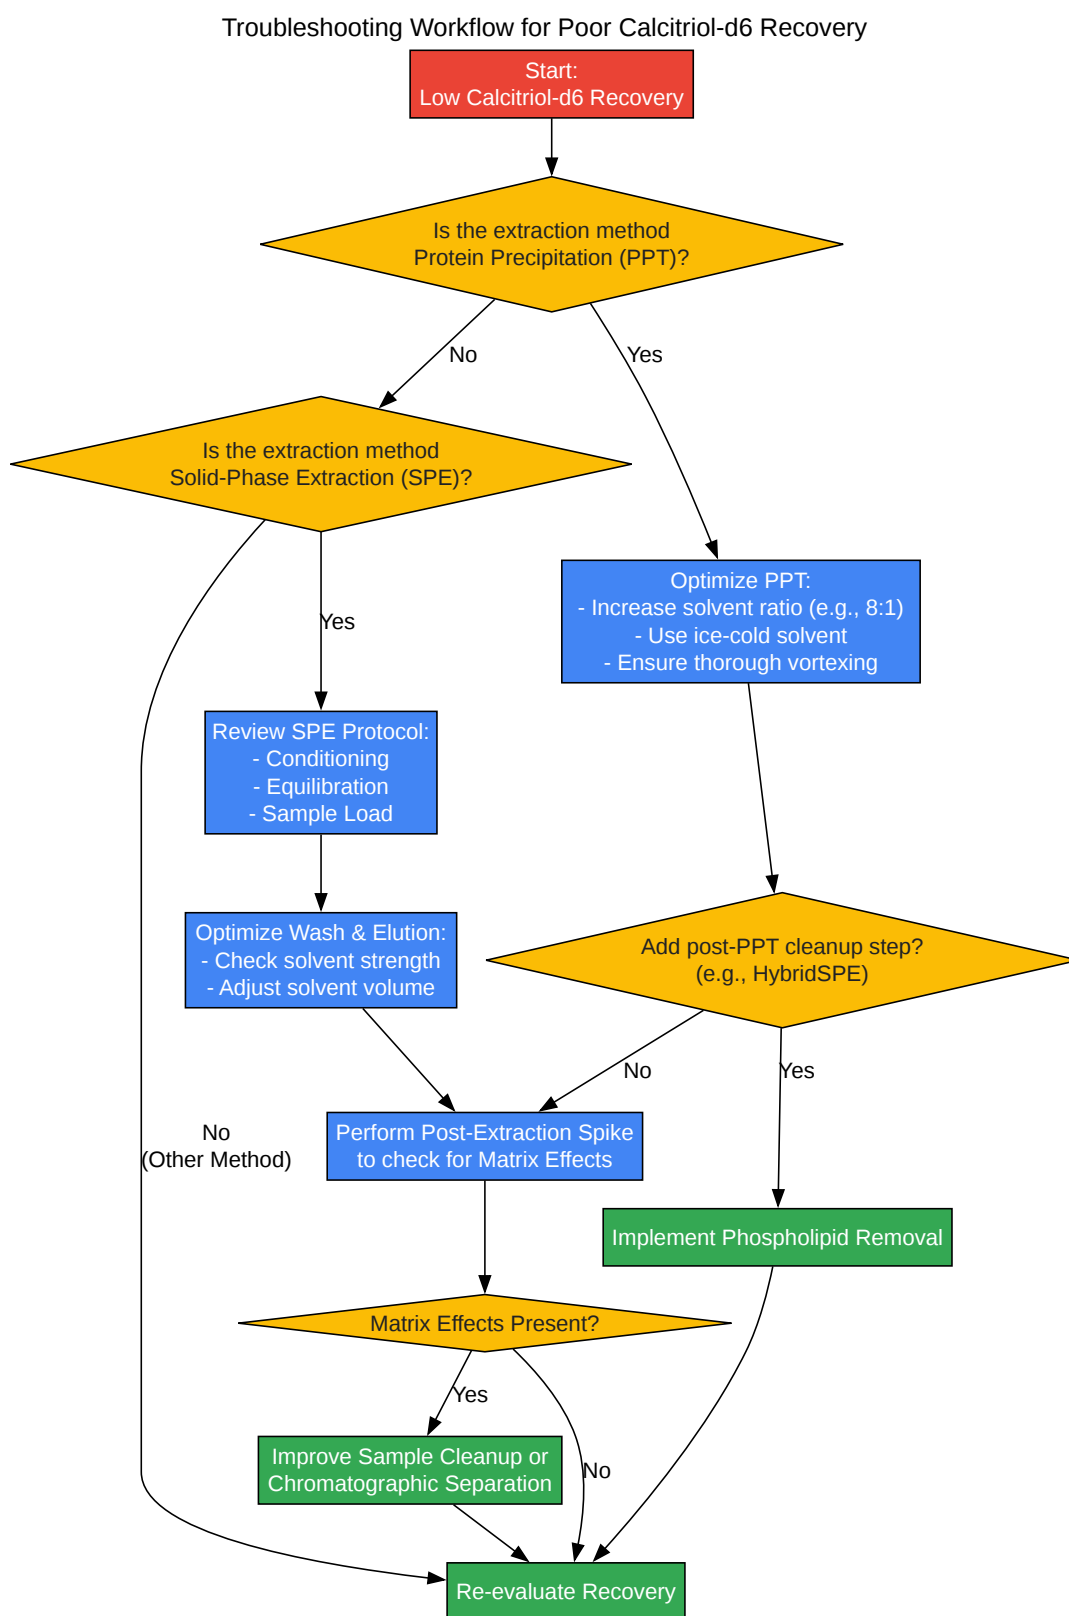 Troubleshooting Workflow for Poor Calcitriol-d6 Recovery
Start:
Low Calcitriol-d6 Recovery
Is the extraction method
Protein Precipitation (PPT)?
No
Yes
Is the extraction method
Solid-Phase Extraction (SPE)?
Optimize PPT:
- Increase solvent ratio (e.g., 8:1)
- Use ice-cold solvent
- Ensure thorough vortexing
Yes
Review SPE Protocol:
- Conditioning
- Equilibration
- Sample Load
Optimize Wash & Elution:
- Check solvent strength
- Adjust solvent volume
Add post-PPT cleanup step?
(e.g., HybridSPE)
No
Yes
No
(Other Method)
Perform Post-Extraction Spike
to check for Matrix Effects
Implement Phospholipid Removal
Matrix Effects Present?
Yes
No
Improve Sample Cleanup or
Chromatographic Separation
Re-evaluate Recovery